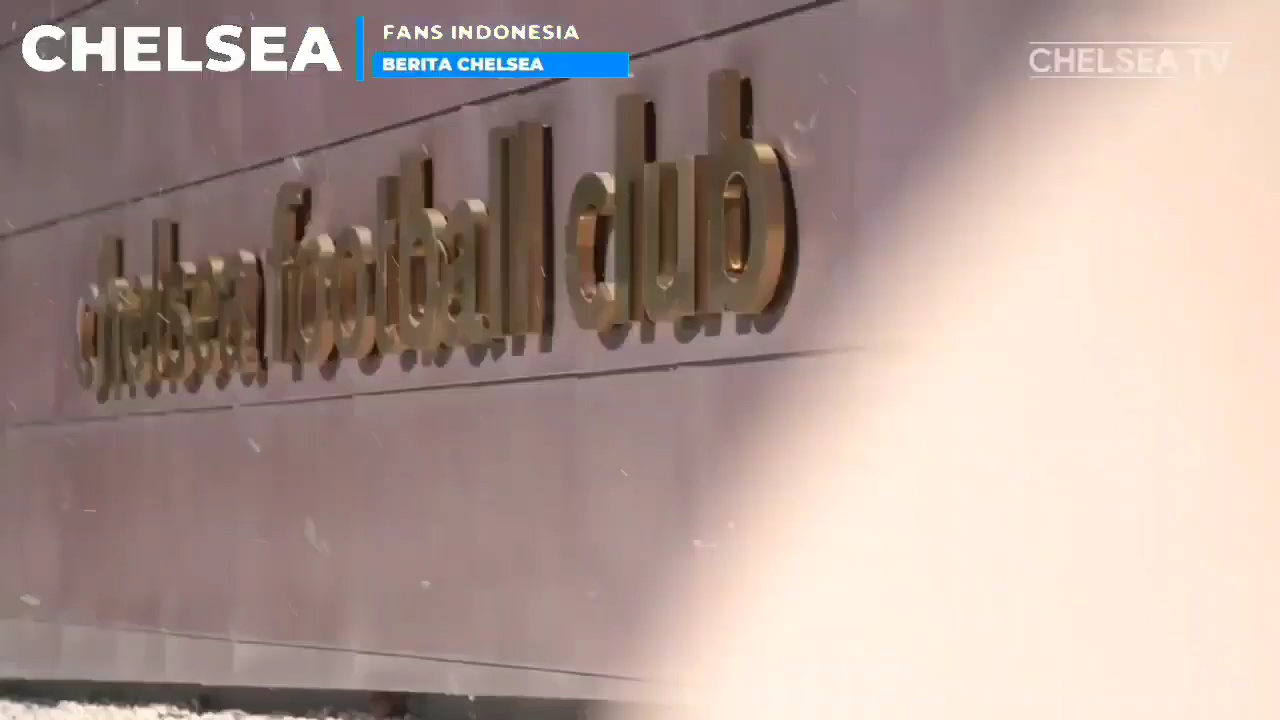 CHELSEA
FANS INDONESIA
BERITA CHELSEA
CHELSEA TV
chelsea football club